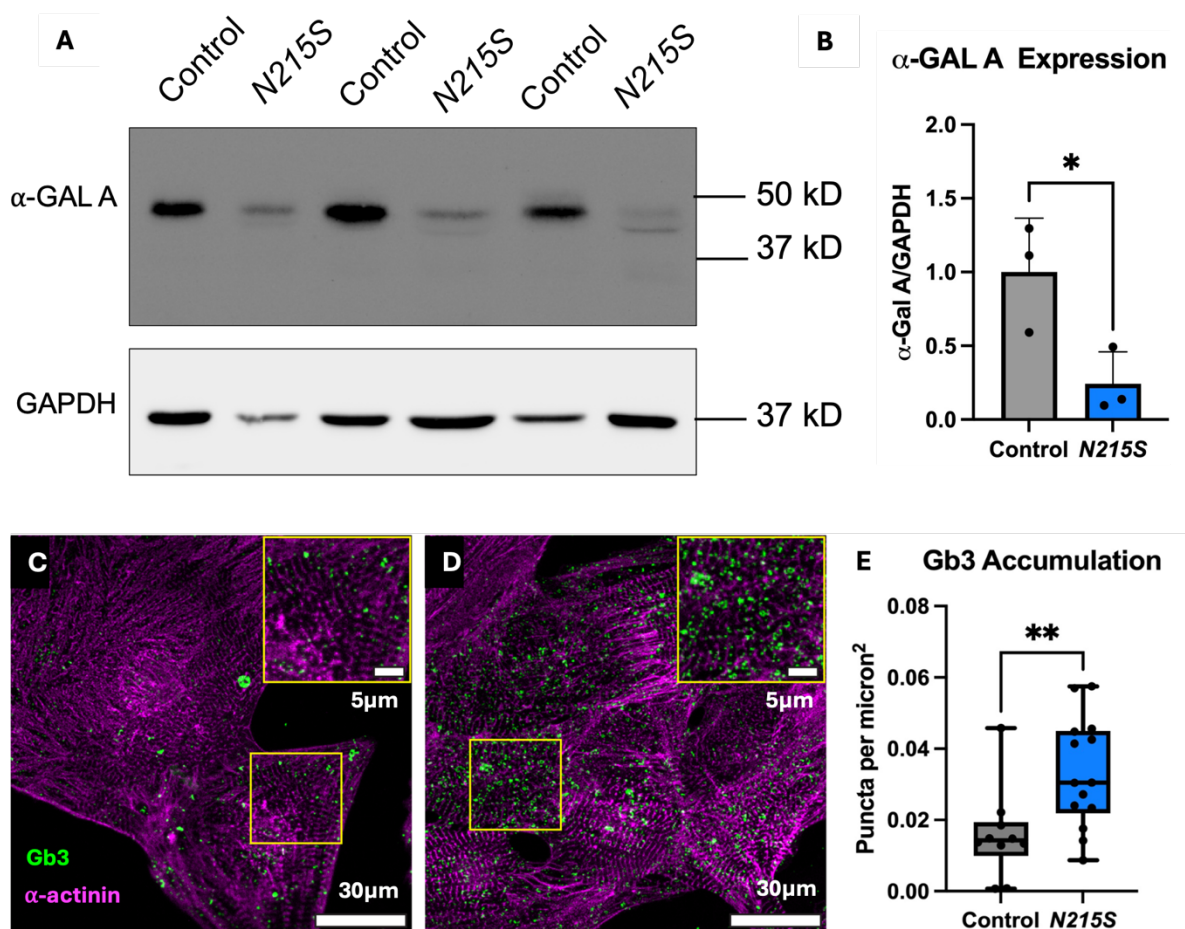 A
Control
N215S
Control
N215S
Control
N215S
α-GAL A
50 kD
37 kD
GAPDH
37 kD
B
α-GAL A Expression
α-Gal A/GAPDH
2.0
1.5
1.0
0.5
0.0
*
Control N215S
C
5µm
Gb3
α-actinin
30µm
D
5µm
30µm
E
Gb3 Accumulation
Puncta per micron²
0.08
0.06
0.04
0.02
0.00
**
Control N215S